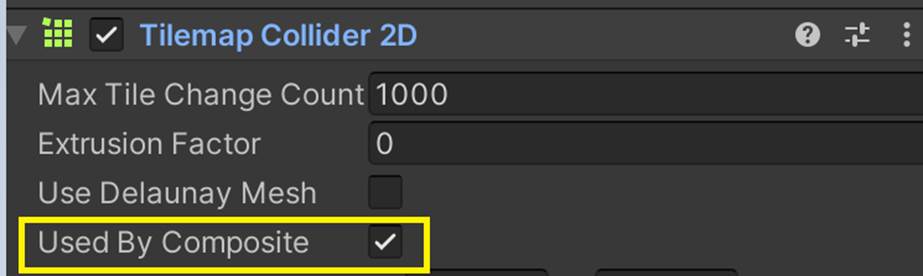 Tilemap Collider 2D
Max Tile Change Count 1000
Extrusion Factor 0
Use Delaunay Mesh
Used By Composite